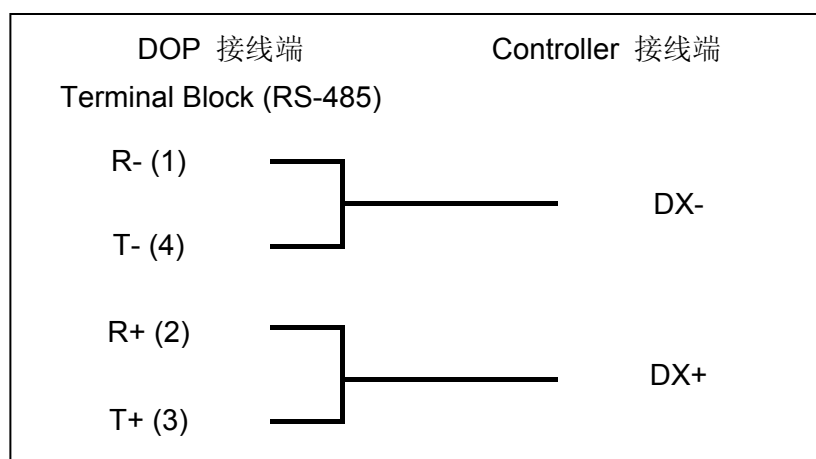 DOP 接线端 Controller 接线端
Terminal Block (RS-485)
R- (1)
DX-
T- (4)
R+ (2)
DX+
T+ (3)